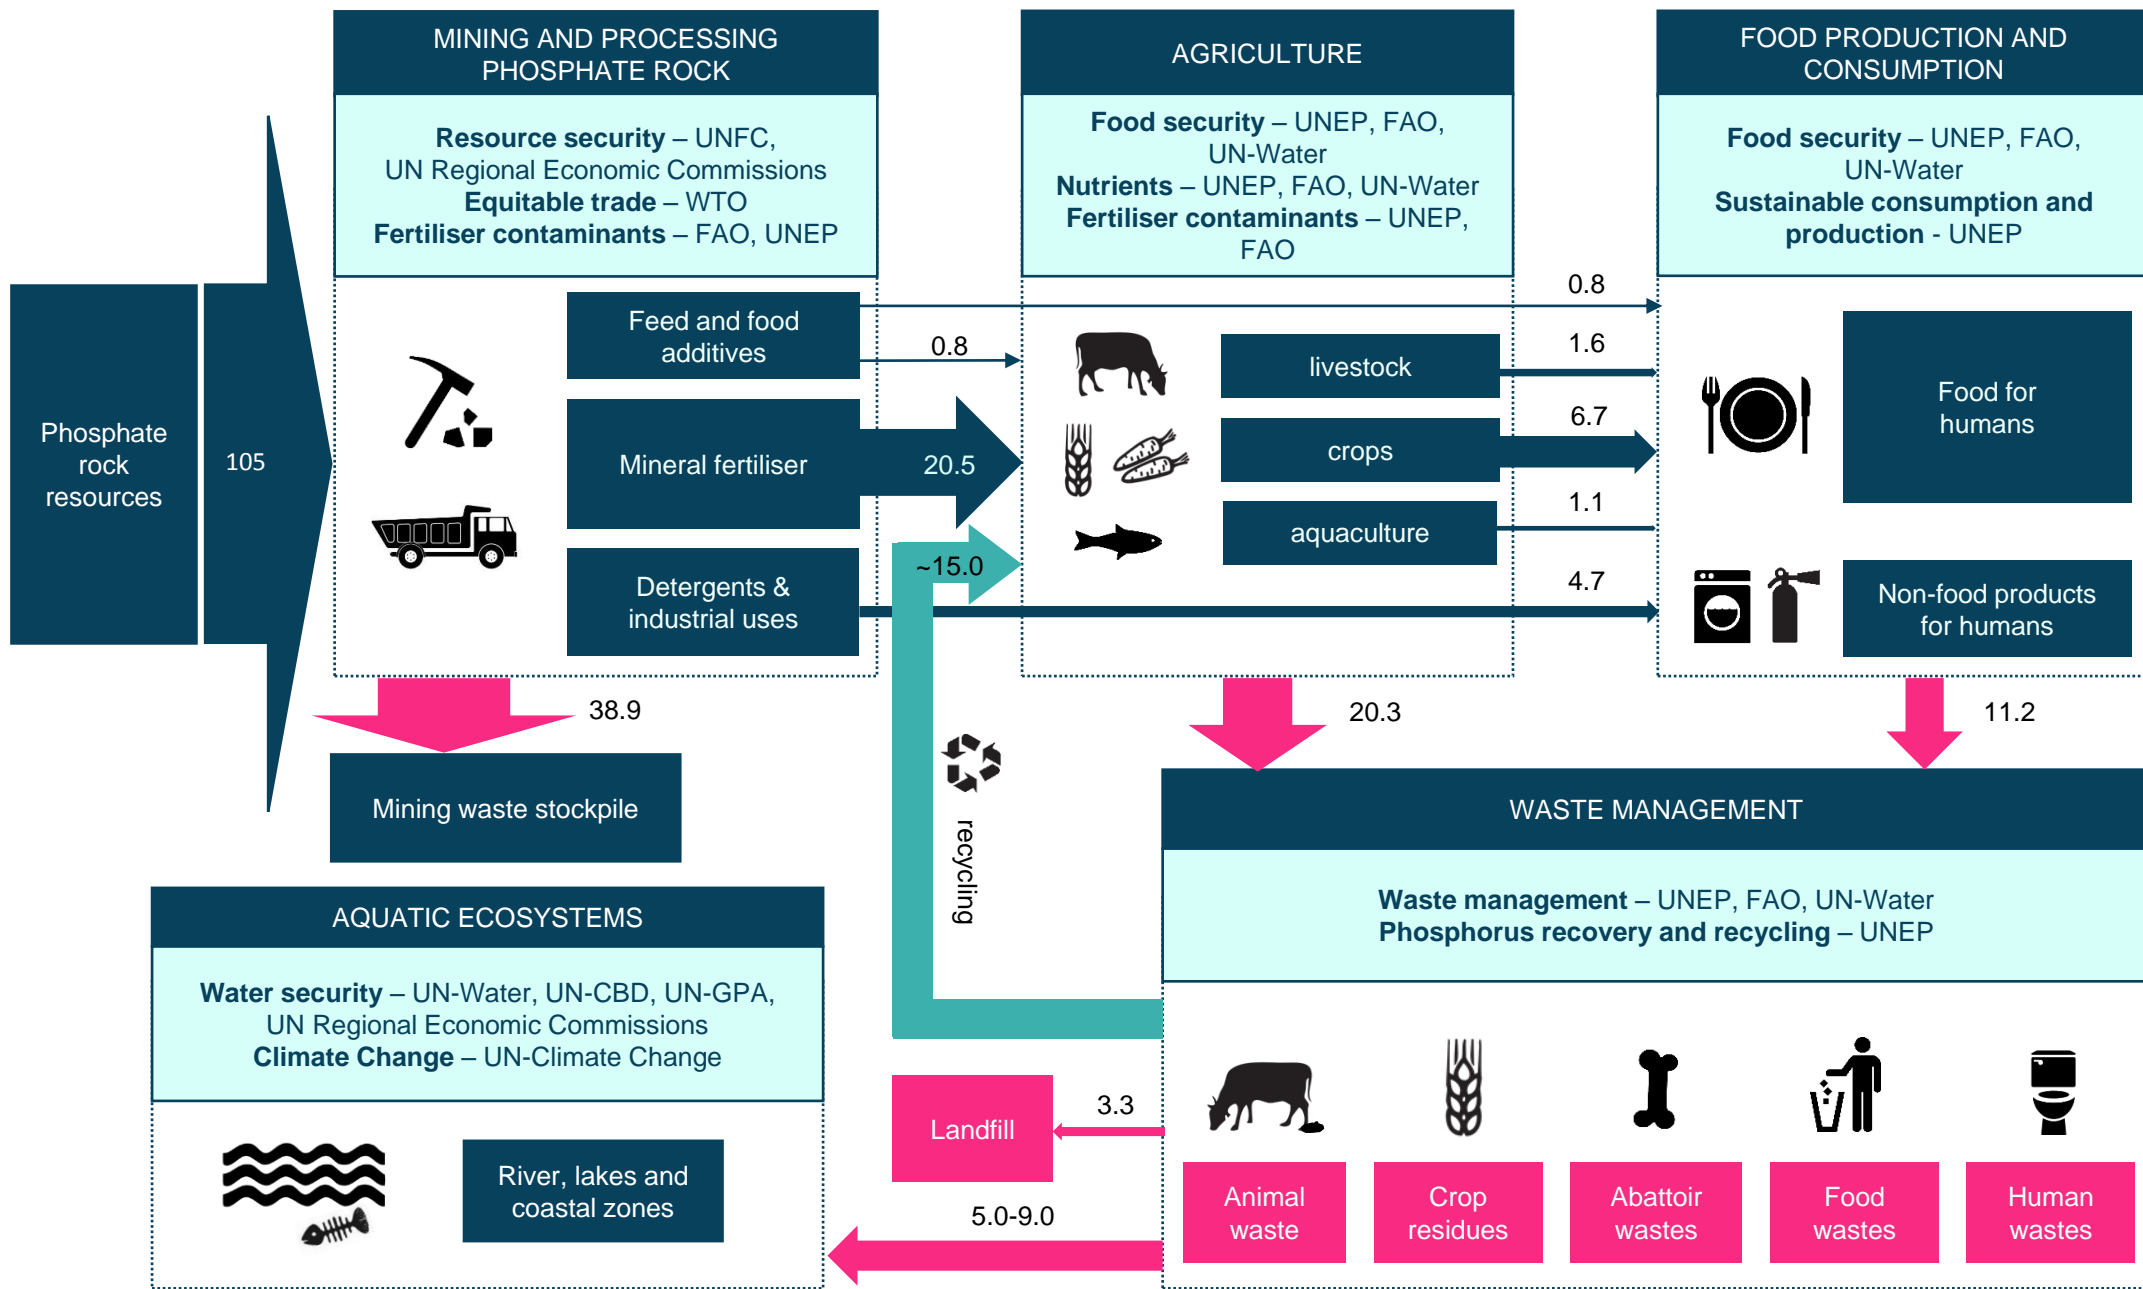 MINING AND PROCESSING
PHOSPHATE ROCK
Resource security – UNFC,
UN Regional Economic Commissions
Equitable trade – WTO
Fertiliser contaminants – FAO, UNEP
AGRICULTURE
Food security – UNEP, FAO,
UN-Water
Nutrients – UNEP, FAO, UN-Water
Fertiliser contaminants – UNEP,
FAO
FOOD PRODUCTION AND
CONSUMPTION
Food security – UNEP, FAO,
UN-Water
Sustainable consumption and
production - UNEP
Phosphate
rock
resources
105
Feed and food
additives
Mineral fertiliser
Detergents &
industrial uses
0.8
0.8
20.5
~15.0
livestock
crops
aquaculture
1.6
6.7
1.1
4.7
Food for
humans
Non-food products
for humans
38.9
20.3
11.2
Mining waste stockpile
recycling
WASTE MANAGEMENT
Waste management – UNEP, FAO, UN-Water
Phosphorus recovery and recycling – UNEP
AQUATIC ECOSYSTEMS
Water security – UN-Water, UN-CBD, UN-GPA,
UN Regional Economic Commissions
Climate Change – UN-Climate Change
River, lakes and
coastal zones
Landfill
3.3
5.0-9.0
Animal
waste
Crop
residues
Abattoir
wastes
Food
wastes
Human
wastes